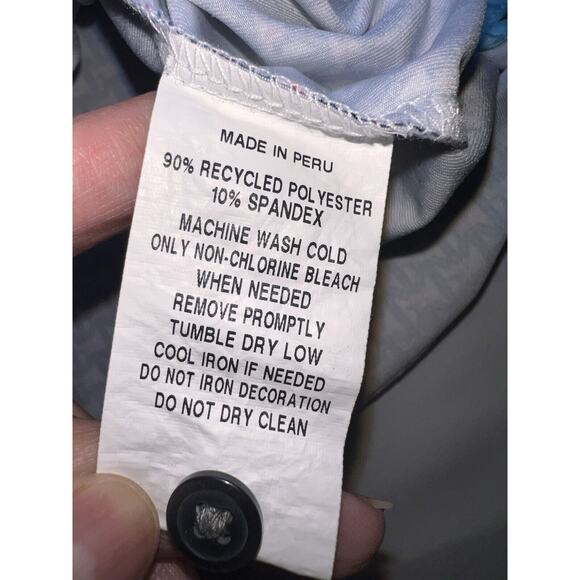 MADE IN PERU
90% RECYCLED POLYESTER
10% SPANDEX
MACHINE WASH COLD
ONLY NON-CHLORINE BLEACH
WHEN NEEDED
REMOVE PROMPTLY
TUMBLE DRY LOW
COOL IRON IF NEEDED
DO NOT IRON DECORATION
DO NOT DRY CLEAN